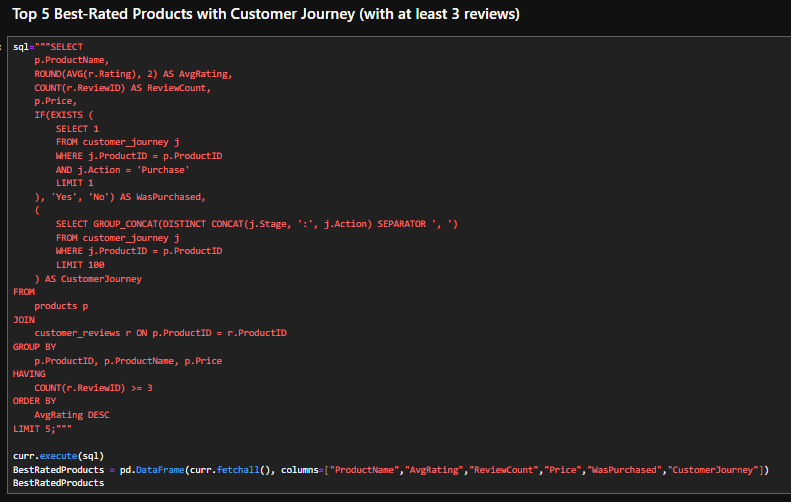 Top 5 Best-Rated Products with Customer Journey (with at least 3 reviews)
sql="""SELECT
    p.ProductName,
    ROUND(AVG(r.Rating), 2) AS AvgRating,
    COUNT(r.ReviewID) AS ReviewCount,
    p.Price,
    IF(EXISTS (
        SELECT 1
        FROM customer_journey j
        WHERE j.ProductID = p.ProductID
        AND j.Action = 'Purchase'
        LIMIT 1
    ), 'Yes', 'No') AS WasPurchased,
    (
        SELECT GROUP_CONCAT(DISTINCT CONCAT(j.Stage, ':', j.Action) SEPARATOR ', ')
        FROM customer_journey j
        WHERE j.ProductID = p.ProductID
        LIMIT 100
    ) AS CustomerJourney
FROM
    products p
JOIN
    customer_reviews r ON p.ProductID = r.ProductID
GROUP BY
    p.ProductID, p.ProductName, p.Price
HAVING
    COUNT(r.ReviewID) >= 3
ORDER BY
    AvgRating DESC
LIMIT 5;"""
curr.execute(sql)
BestRatedProducts = pd.DataFrame(curr.fetchall(), columns=["ProductName","AvgRating","ReviewCount","Price","WasPurchased","CustomerJourney"])
BestRatedProducts